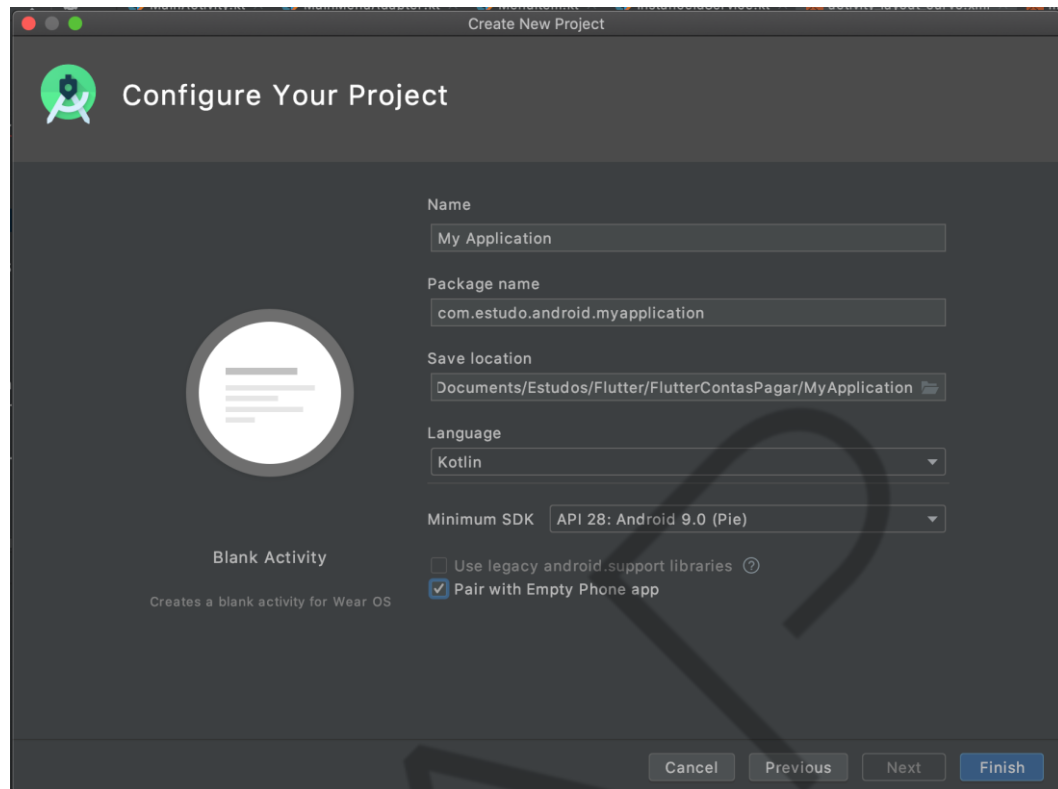 Create New Project
Configure Your Project
Name
My Application
Package name
com.estudo.android.myapplication
Save location
Documents/Estudos/Flutter/FlutterContasPagar/MyApplication
Language
Kotlin
Minimum SDK API 28: Android 9.0 (Pie)
Blank Activity
Use legacy android.support libraries ?
Pair with Empty Phone app
Creates a blank activity for Wear OS
Cancel Previous Next Finish